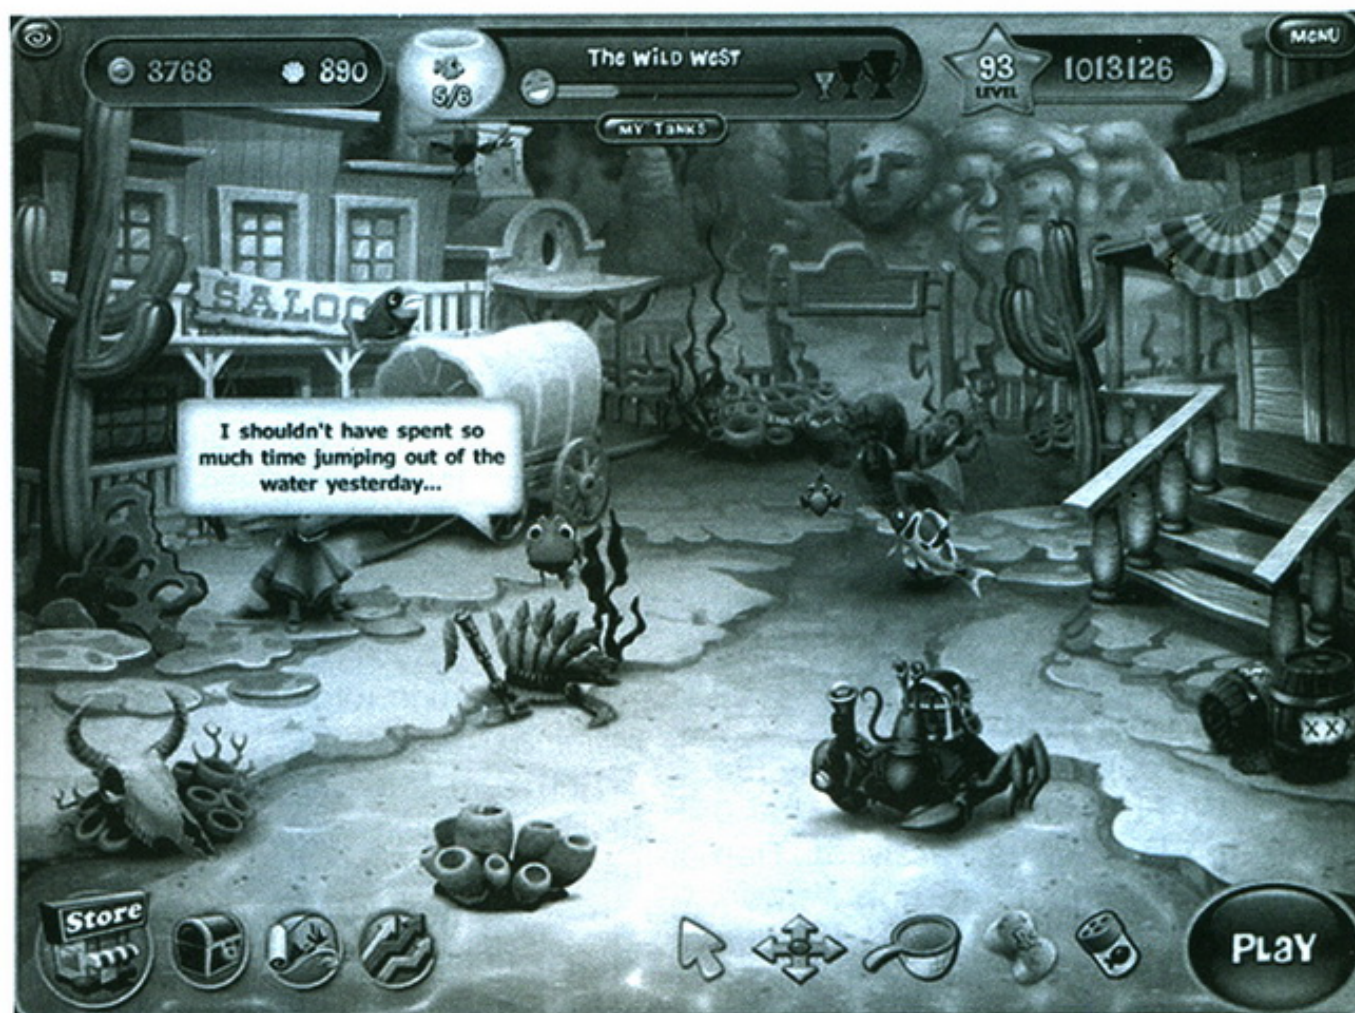 3768
890
5/8
The Wild West
93
LEVEL
1013126
MENU
MY TANKS
SALOO
I shouldn't have spent so
much time jumping out of the
water yesterday...
X X
Store
PLAY